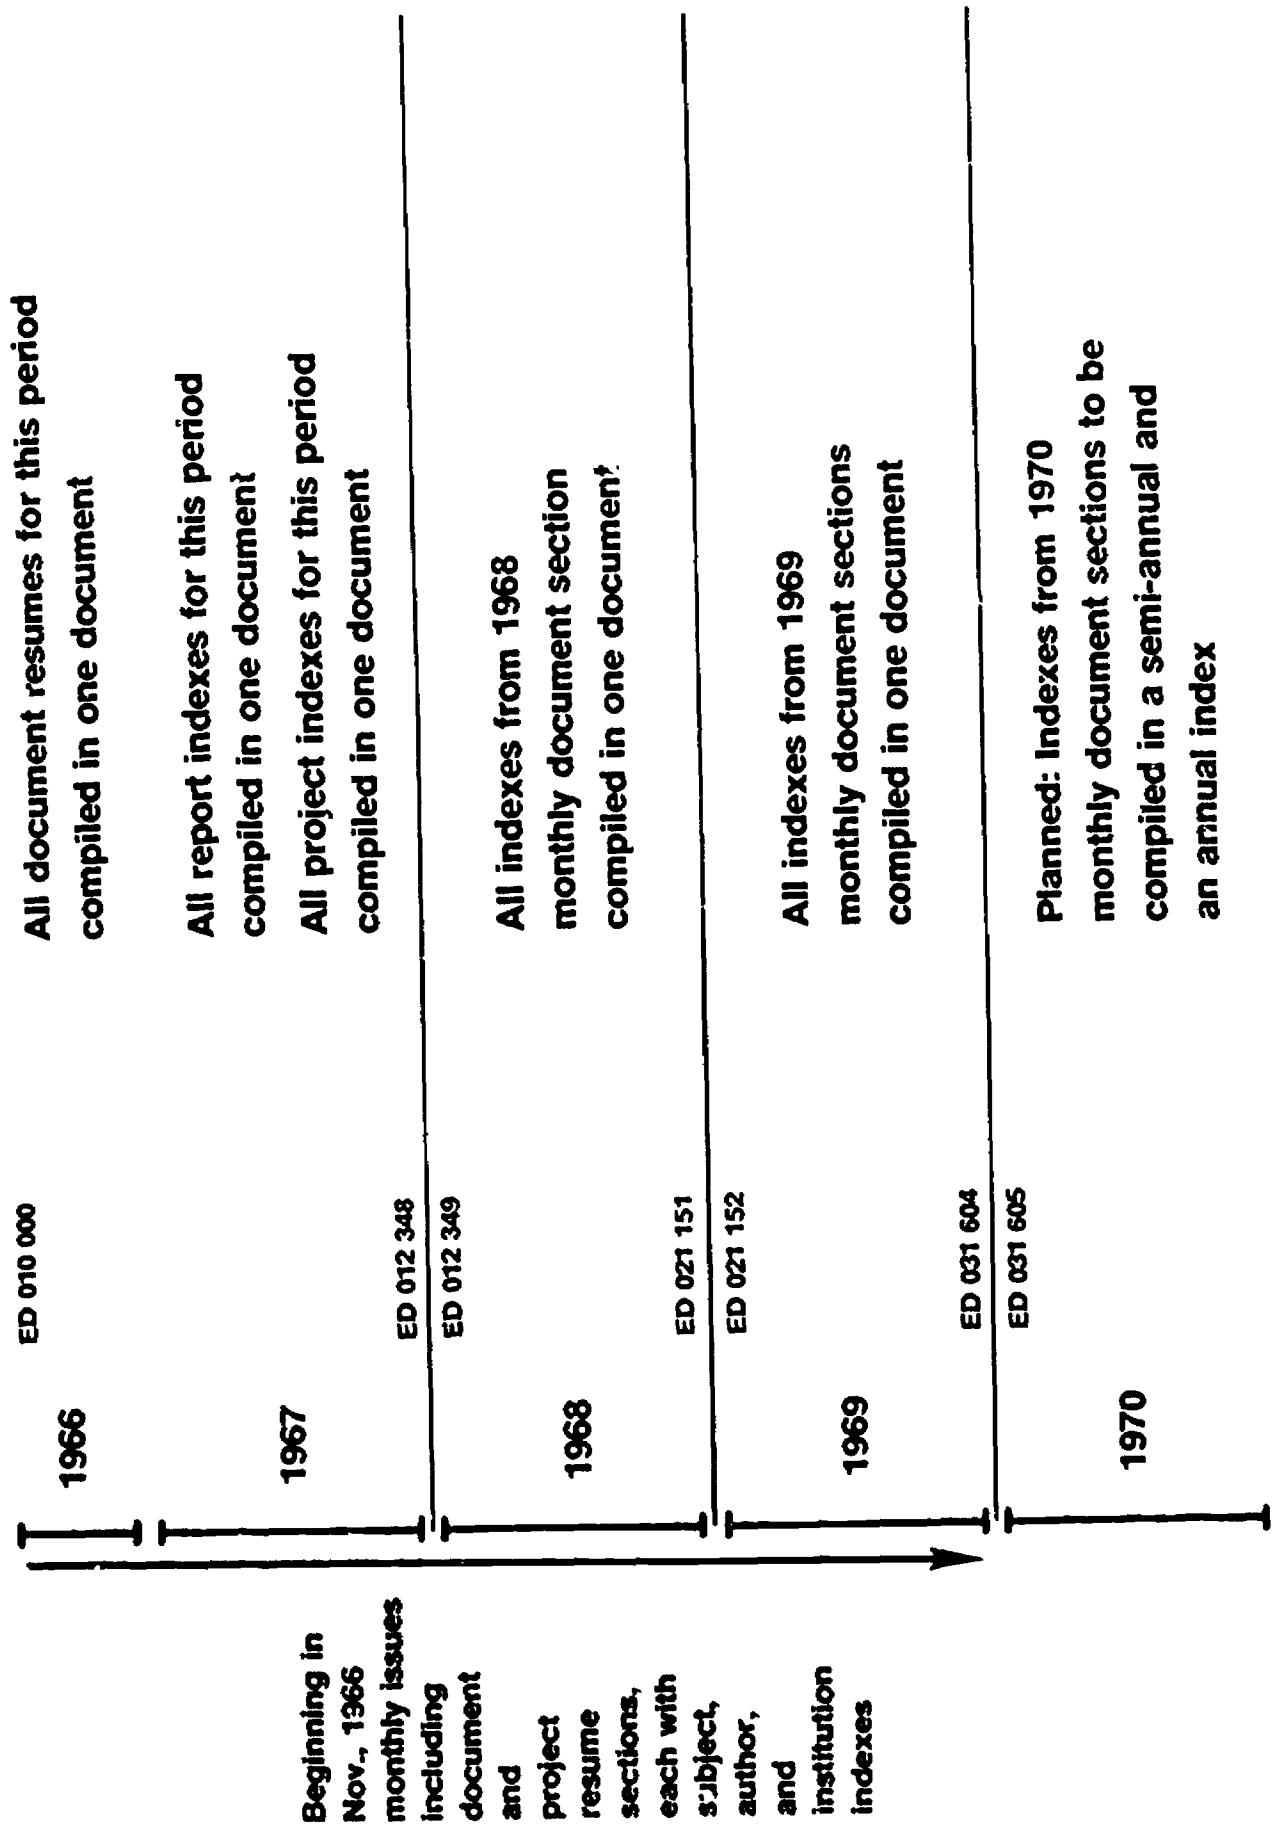 Beginning in
Nov., 1966
monthly issues
including
document
and
project
resume
sections,
each with
subject,
author,
and
institution
indexes
1966
ED 010 000
All document resumes for this period
compiled in one document
1967
All report indexes for this period
compiled in one document
All project indexes for this period
compiled in one document
ED 012 348
ED 012 349
1968
All indexes from 1968
monthly document section
compiled in one document
ED 021 151
ED 021 152
1969
All indexes from 1969
monthly document sections
compiled in one document
ED 031 604
ED 031 605
1970
Planned: Indexes from 1970
monthly document sections to be
compiled in a semi-annual and
an annual index